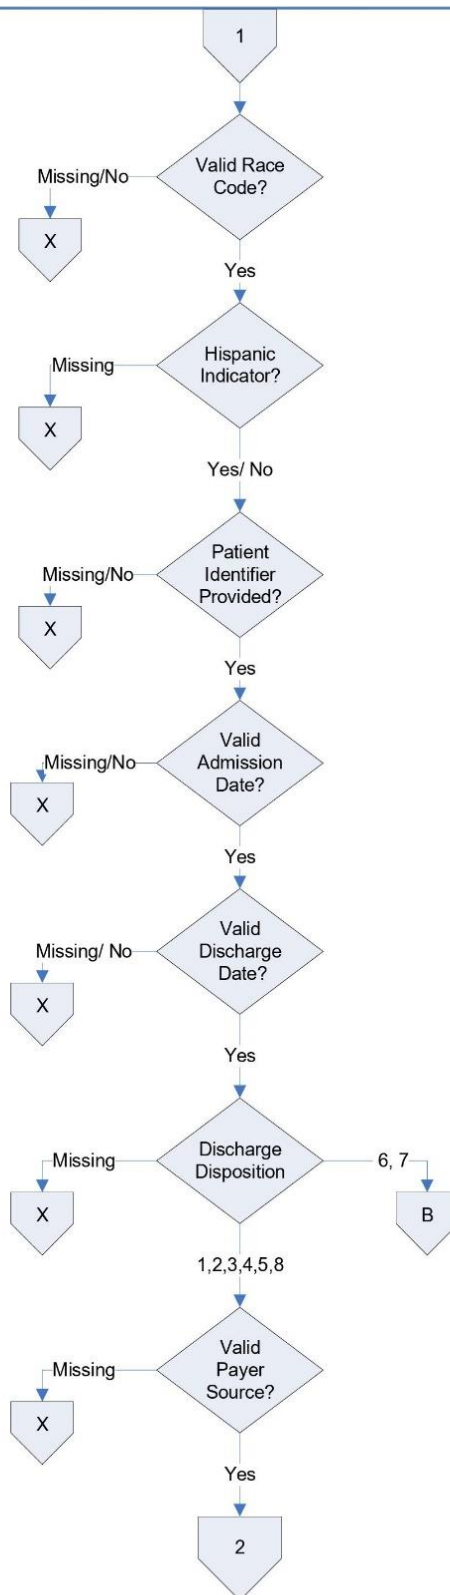 1
Valid Race
Code?
Missing/No
X
Yes
Hispanic
Indicator?
Missing
X
Yes/ No
Patient
Identifier
Provided?
Missing/No
X
Yes
Valid
Admission
Date?
Missing/No
X
Yes
Valid
Discharge
Date?
Missing/ No
X
Yes
Discharge
Disposition
Missing
6, 7
X
B
1,2,3,4,5,8
Valid
Payer
Source?
Missing
X
Yes
2